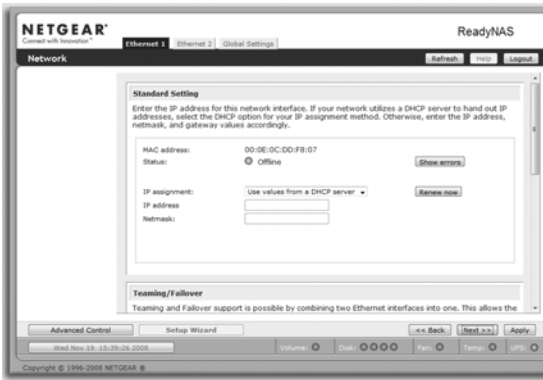 NETGEAR®
Connect with Innovation™
ReadyNAS
Ethernet 1 Ethernet 2 Global Settings
Network
Refresh Help Logout
Standard Setting
Enter the IP address for this network interface. If your network utilizes a DHCP server to hand out IP
addresses, select the DHCP option for your IP assignment method. Otherwise, enter the IP address,
netmask, and gateway values accordingly.
MAC address: 00:0E:0C:DD:F8:07
Status: Offline Show errors
IP assignment: Use values from a DHCP server Renew now
IP address
Netmask:
Teaming/Failover
Teaming and Failover support is possible by combining two Ethernet interfaces into one. This allows the
Advanced Control Setup Wizard << Back Next >> Apply
Wed Nov 19 15:39:26 2008 Volume: Disk: Fan: Temp: UPS:
Copyright © 1996-2008 NETGEAR ®